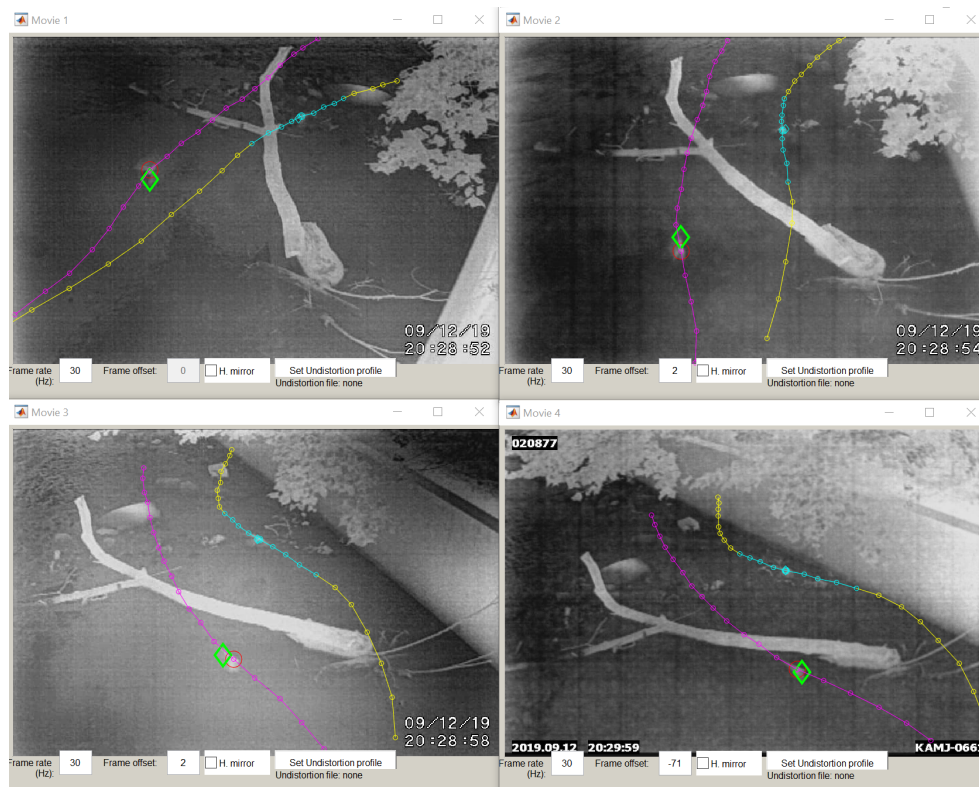 Movie 1
09/12/19
20:28:52
Frame rate (Hz): 30 Frame offset: 0 H. mirror Set Undistortion profile
Undistortion file: none
Movie 2
09/12/19
20:28:54
Frame rate (Hz): 30 Frame offset: 2 H. mirror Set Undistortion profile
Undistortion file: none
Movie 3
09/12/19
20:28:58
Frame rate (Hz): 30 Frame offset: 2 H. mirror Set Undistortion profile
Undistortion file: none
Movie 4
020877
2019.09.12 20:29:59 KAMJ-066
Frame rate (Hz): 30 Frame offset: -71 H. mirror Set Undistortion profile
Undistortion file: none